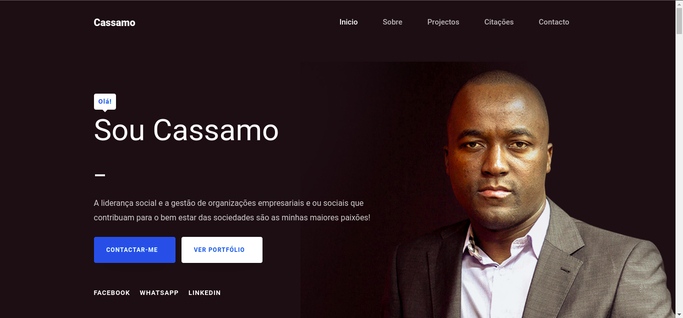 Cassamo
Início Sobre Projectos Citações Contacto
Olá!
Sou Cassamo
A liderança social e a gestão de organizações empresariais e ou sociais que
contribuam para o bem estar das sociedades são as minhas maiores paixões!
CONTACTAR-ME VER PORTFÓLIO
FACEBOOK WHATSAPP LINKEDIN